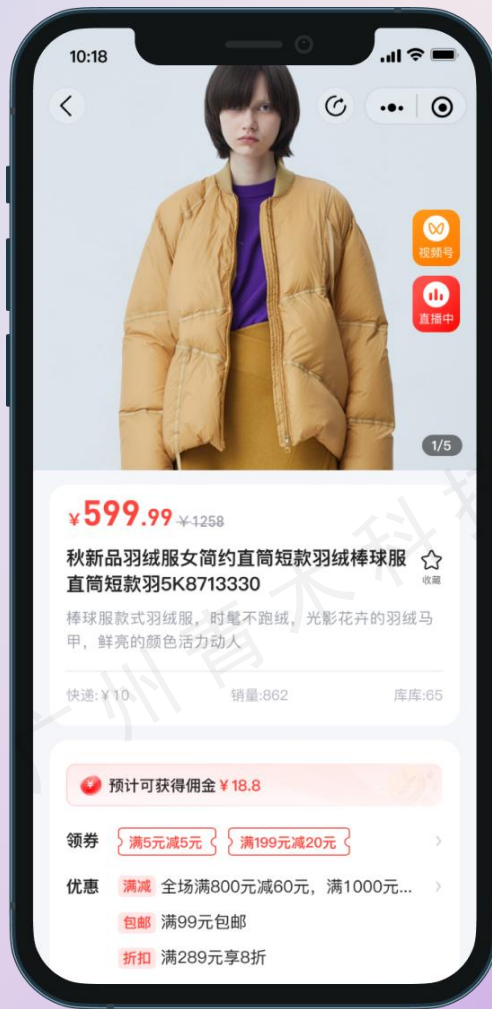 10:18
视频号
直播中
1/5
¥599.99 ¥1258
秋新品羽绒服女简约直筒短款羽绒棒球服
直筒短款羽5K8713330
收藏
棒球服款式羽绒服，时髦不跑绒，光影花卉的羽绒马
甲，鲜亮的颜色活力动人
快递:¥10 销量:862 库库:65
预计可获得佣金¥18.8
领券 满5元减5元 满199元减20元
优惠 满减 全场满800元减60元，满1000元...
包邮 满99元包邮
折扣 满289元享8折
广州青木科技